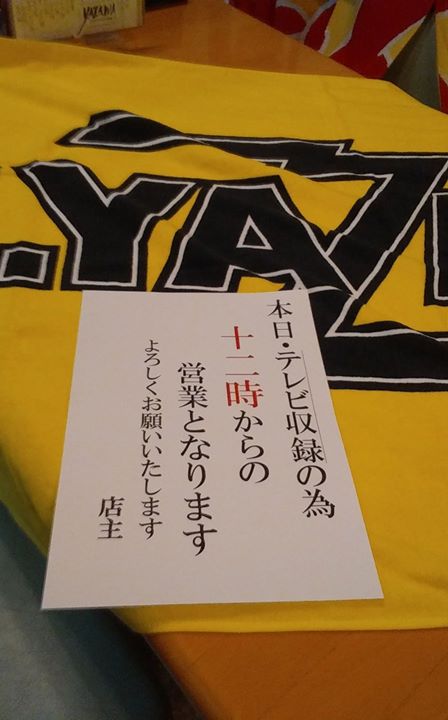 .YAZ
本日・テレビ収録の為
十二時からの
営業となります
よろしくお願いいたします
店主